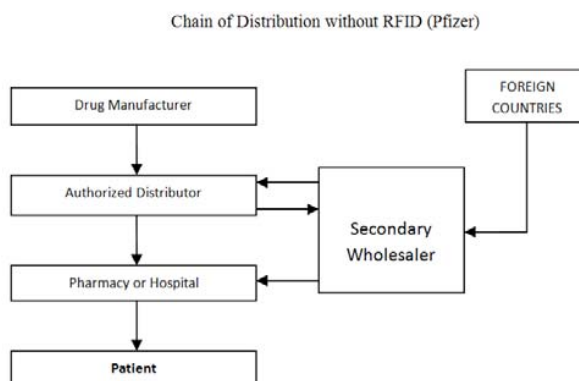 Chain of Distribution without RFID (Pfizer)
Drug Manufacturer
FOREIGN
COUNTRIES
Authorized Distributor
Secondary
Wholesaler
Pharmacy or Hospital
Patient